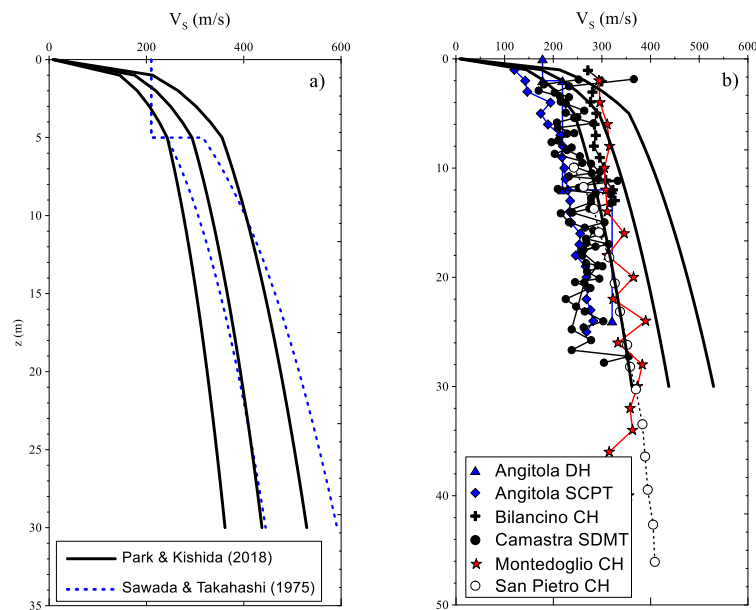 V_S (m/s)
0 200 400 600
a)
0
5
10
15
20
25
30
35
z (m)
Park & Kishida (2018)
Sawada & Takahashi (1975)
V_S (m/s)
0 100 200 300 400 500 600
b)
0
10
20
30
40
50
Angitola DH
Angitola SCPT
Bilancino CH
Camastra SDMT
Montedoglio CH
San Pietro CH